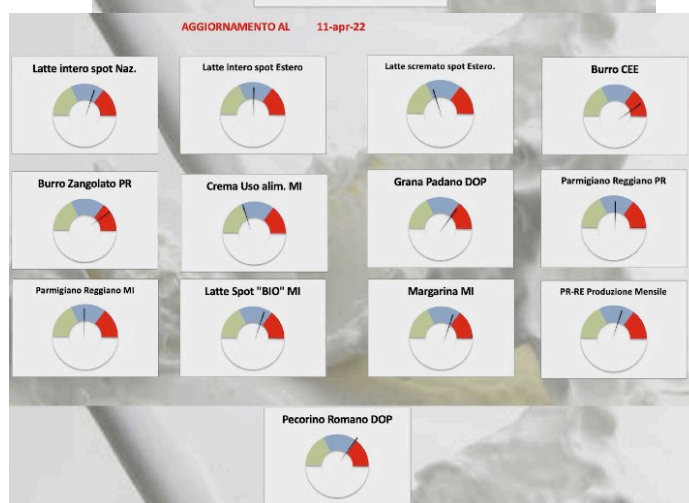 AGGIORNAMENTO AL 11-apr-22
Latte intero spot Naz.
Latte intero spot Estero
Latte scremato spot Estero.
Burro CEE
Burro Zangolato PR
Crema Uso alim. MI
Grana Padano DOP
Parmigiano Reggiano PR
Parmigiano Reggiano MI
Latte Spot "BIO" MI
Margarina MI
PR-RE Produzione Mensile
Pecorino Romano DOP